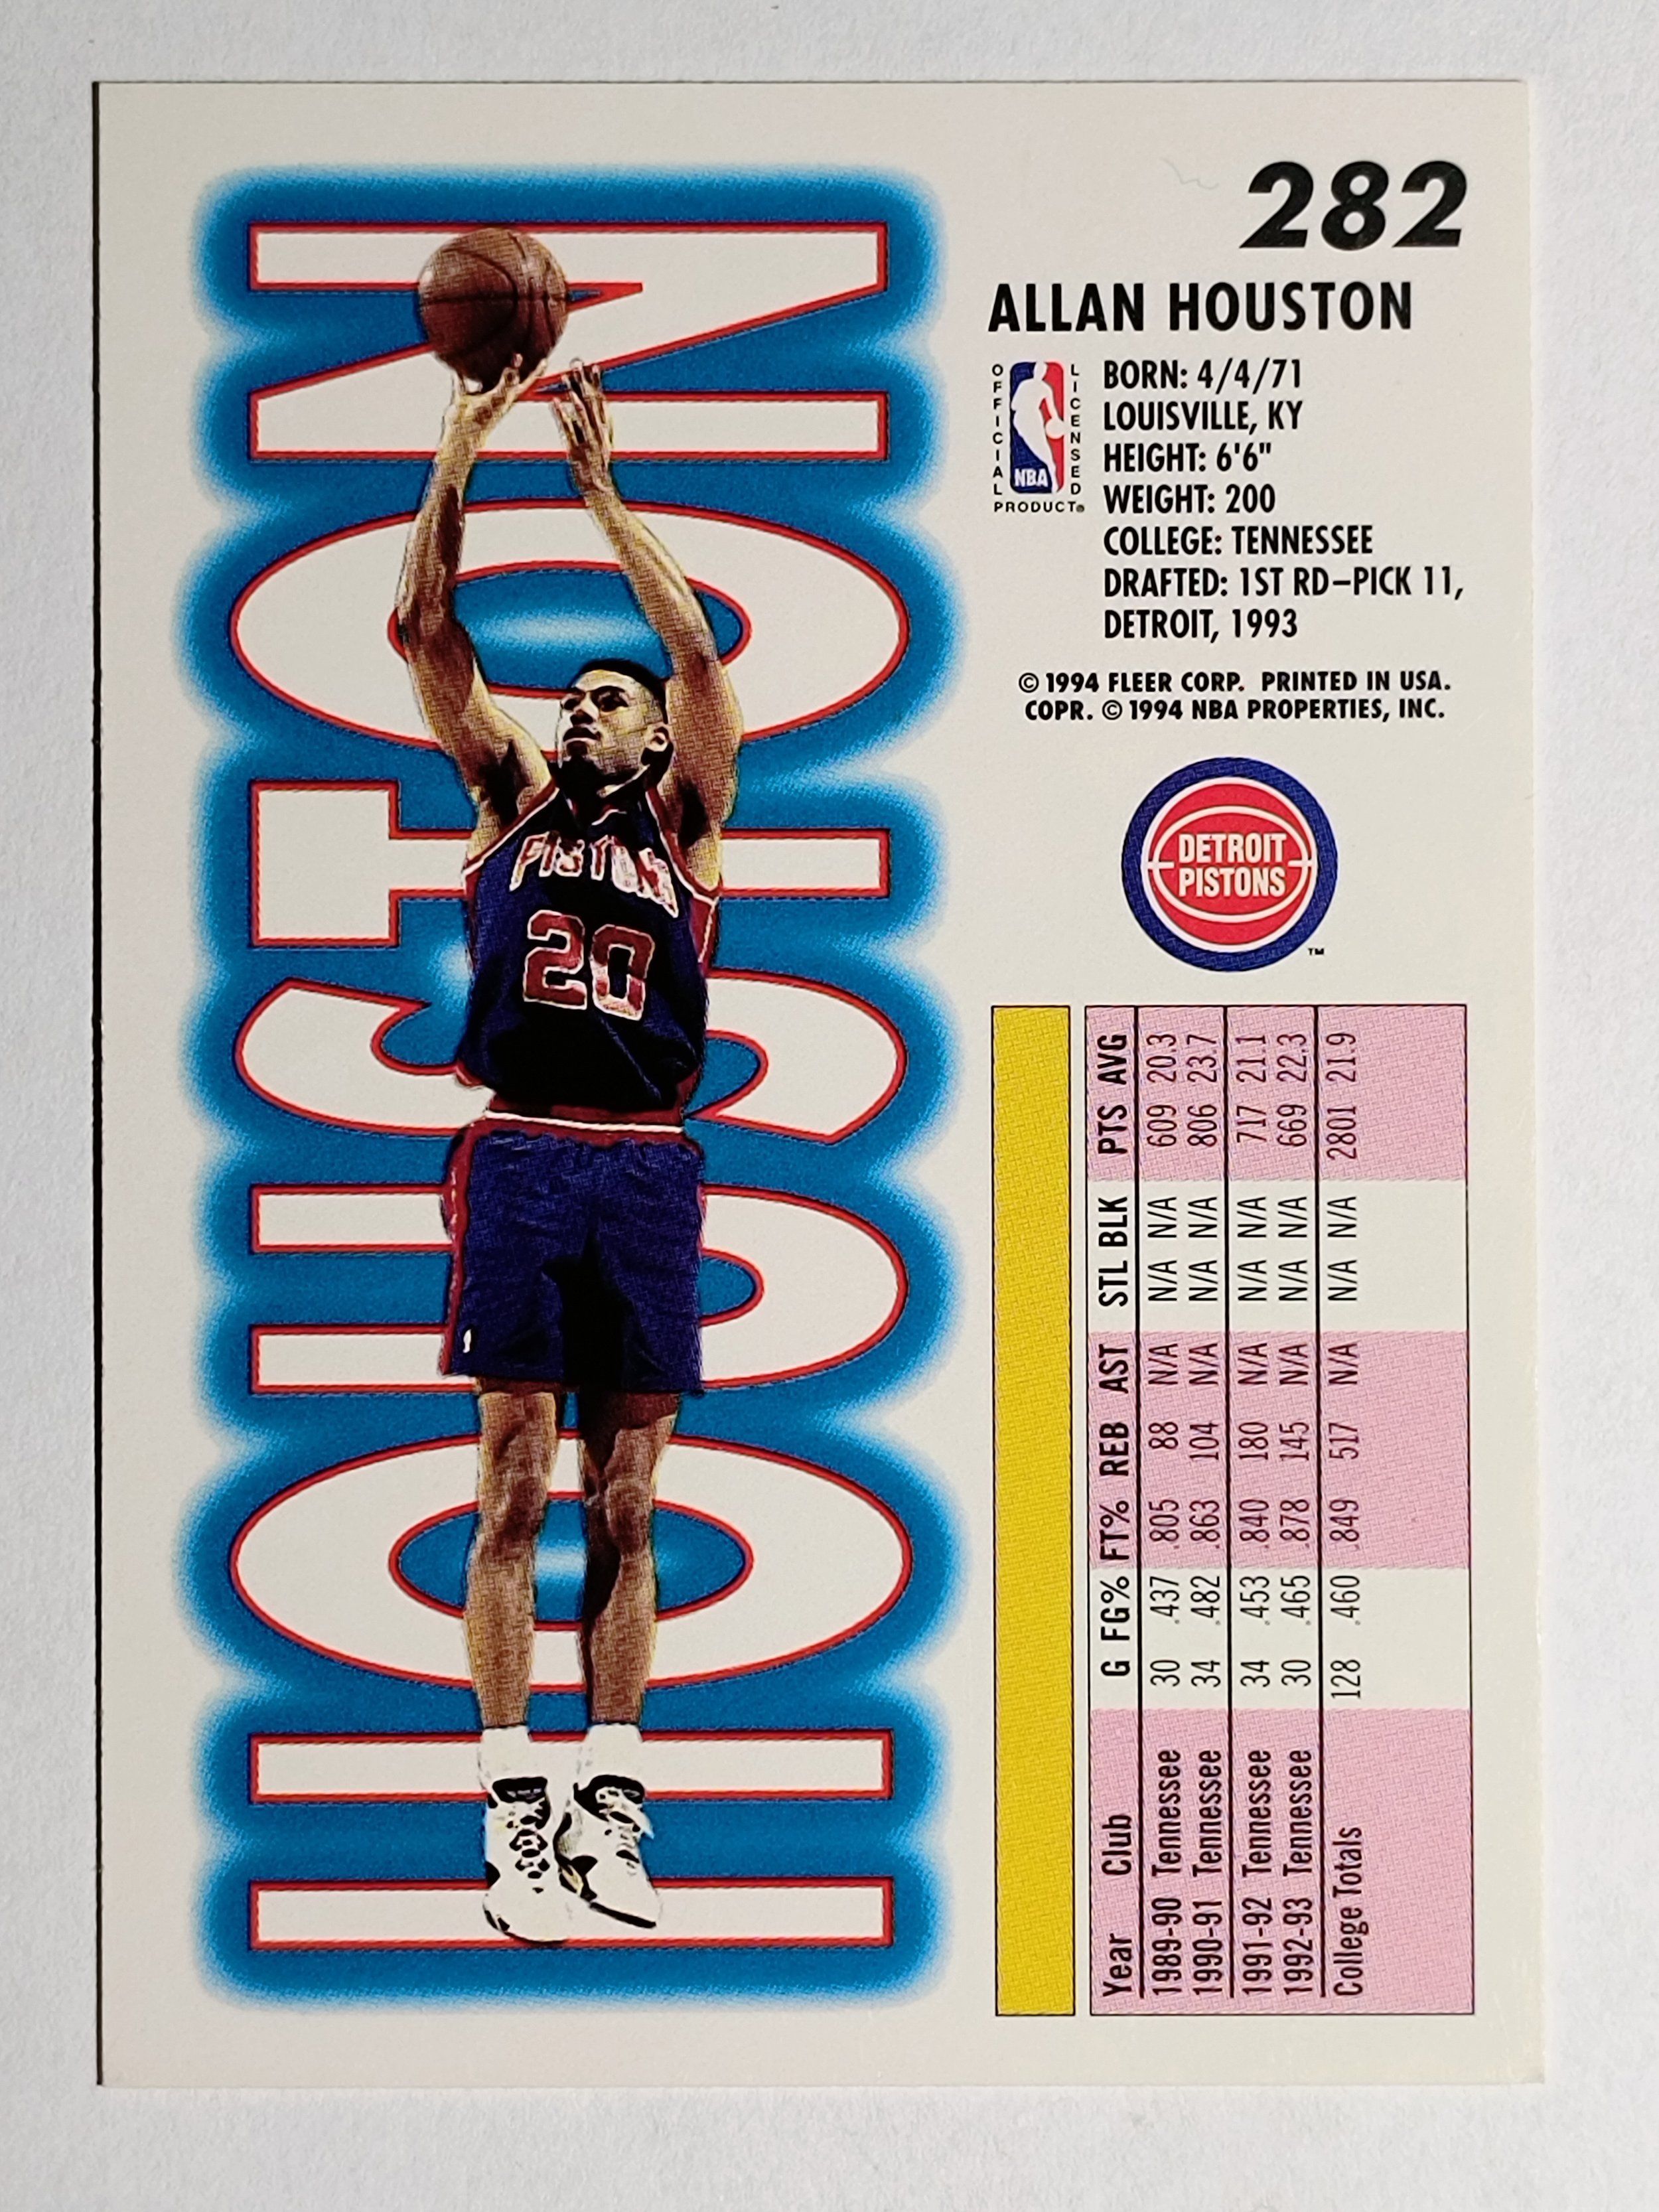 282
ALLAN HOUSTON
OFFICIAL LICENSED
NBA
PRODUCT®
BORN: 4/4/71
LOUISVILLE, KY
HEIGHT: 6'6"
WEIGHT: 200
COLLEGE: TENNESSEE
DRAFTED: 1ST RD–PICK 11,
DETROIT, 1993
© 1994 FLEER CORP. PRINTED IN USA.
COPR. © 1994 NBA PROPERTIES, INC.
DETROIT
PISTONS
™
HOUSTON
PISTONS
20
Year Club G FG% FT% REB AST STL BLK PTS AVG
1989-90 Tennessee 30 .437 .805 88 N/A N/A N/A 609 20.3
1990-91 Tennessee 34 .482 .863 104 N/A N/A N/A 806 23.7
1991-92 Tennessee 34 .453 .840 180 N/A N/A N/A 717 21.1
1992-93 Tennessee 30 .465 .878 145 N/A N/A N/A 669 22.3
College Totals 128 .460 .849 517 N/A N/A N/A 2801 21.9